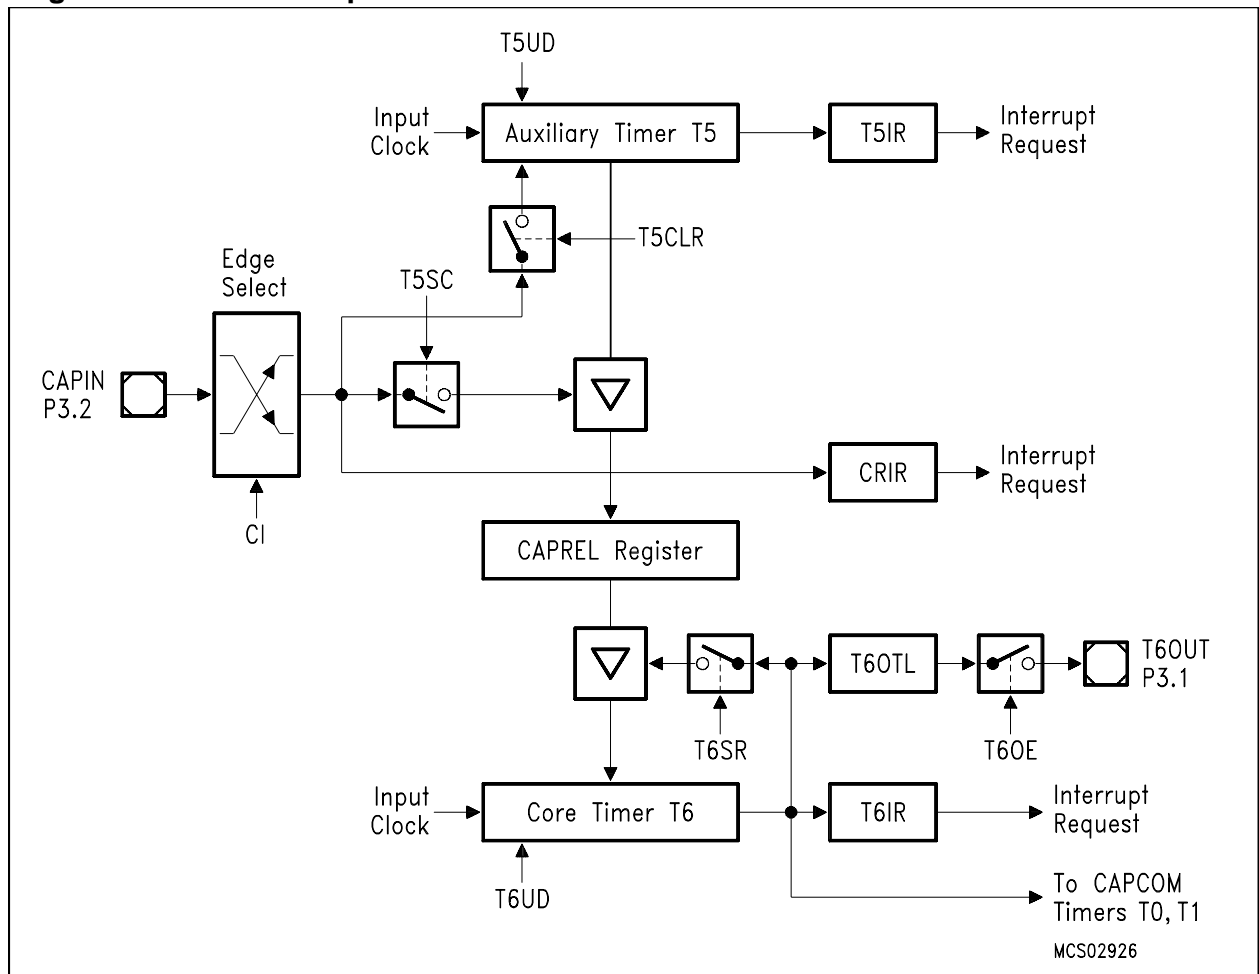 T5UD
Input
Clock
Auxiliary Timer T5
T5IR
Interrupt
Request
T5CLR
Edge
Select
T5SC
CAPIN
P3.2
CRIR
Interrupt
Request
CI
CAPREL Register
T6OTL
T6OUT
P3.1
T6SR
T6OE
Input
Clock
Core Timer T6
T6IR
Interrupt
Request
T6UD
To CAPCOM
Timers T0, T1
MCS02926